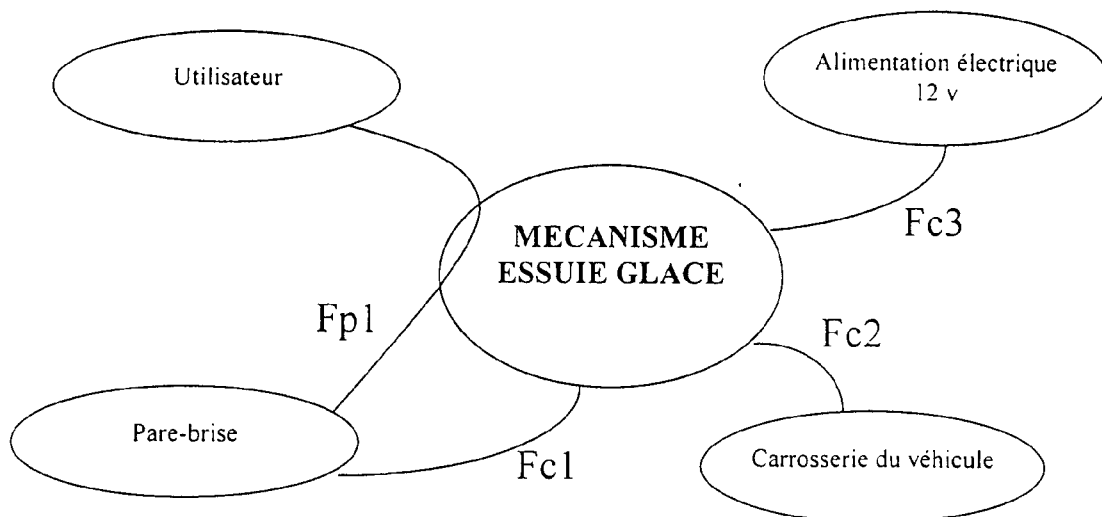 Utilisateur
Alimentation électrique
12 v
MECANISME
ESSUIE GLACE
Fc3
Fp1
Fc2
Pare-brise
Fc1
Carrosserie du véhicule